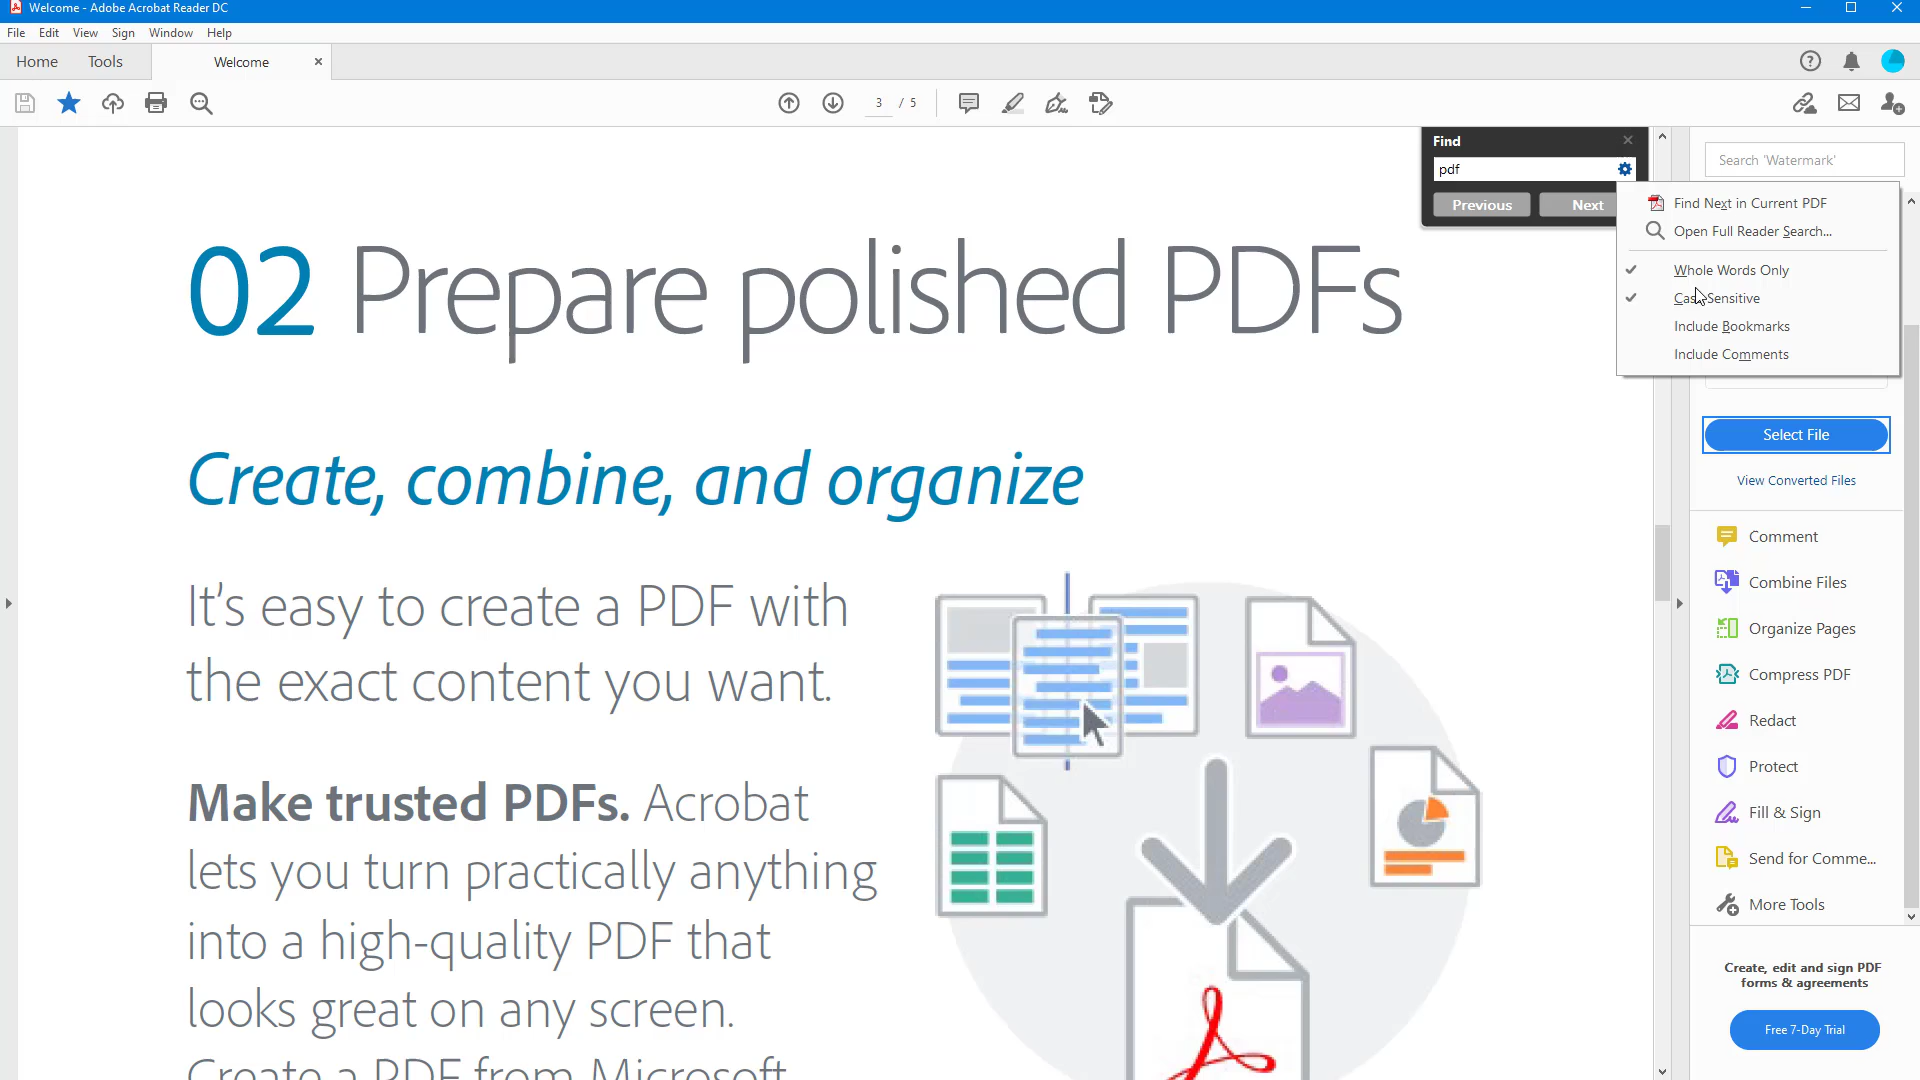 Welcome - Adobe Acrobat Reader DC
File Edit View Sign Window Help
Home Tools Welcome
3 / 5
Find
pdf
Previous Next
Search 'Watermark'
Find Next in Current PDF
Open Full Reader Search...
Whole Words Only
Case Sensitive
Include Bookmarks
Include Comments
02 Prepare polished PDFs
Create, combine, and organize
It's easy to create a PDF with
the exact content you want.
Make trusted PDFs. Acrobat
lets you turn practically anything
into a high-quality PDF that
looks great on any screen.
Create a PDF from Microsoft
Select File
View Converted Files
Comment
Combine Files
Organize Pages
Compress PDF
Redact
Protect
Fill & Sign
Send for Comme...
More Tools
Create, edit and sign PDF
forms & agreements
Free 7-Day Trial